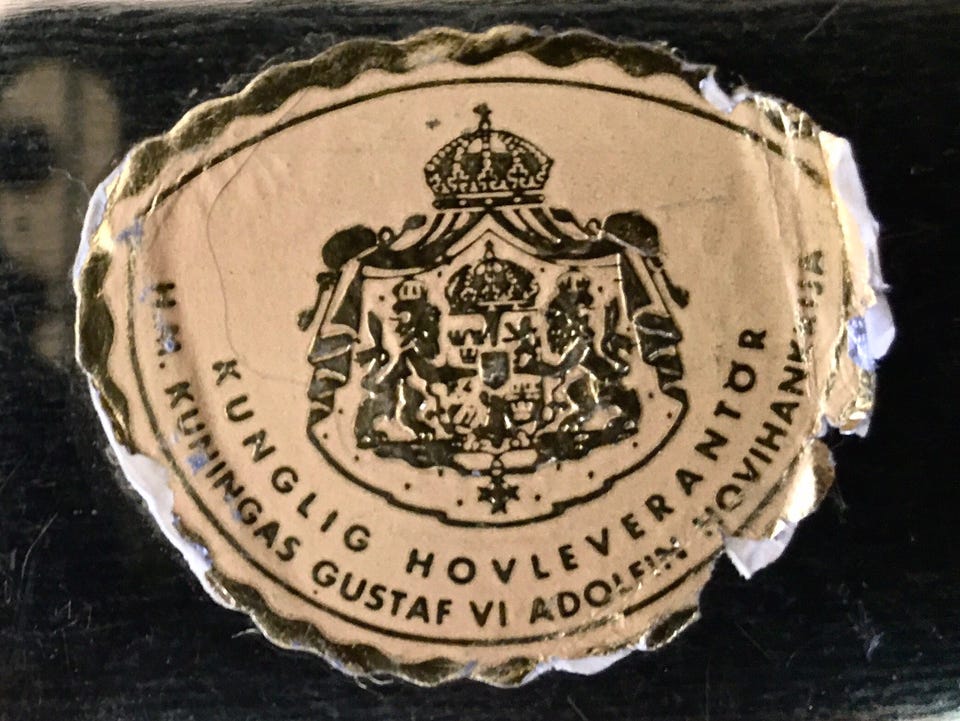 KUNGLIG HOVLEVERANTÖR
H.M. KUNINGAS GUSTAF VI ADOLFIN HOVIHANKKIJA